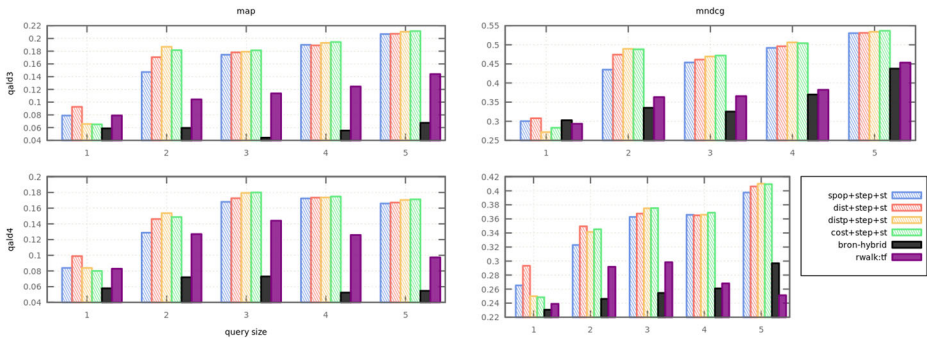 map
mndcg
qald3
0.22
0.2
0.18
0.16
0.14
0.12
0.1
0.08
0.06
0.04
1 2 3 4 5
0.55
0.5
0.45
0.4
0.35
0.3
0.25
1 2 3 4 5
qald4
0.2
0.18
0.16
0.14
0.12
0.1
0.08
0.06
0.04
1 2 3 4 5
query size
0.42
0.4
0.38
0.36
0.34
0.32
0.3
0.28
0.26
0.24
0.22
1 2 3 4 5
spop+step+st
dist+step+st
distp+step+st
cost+step+st
bron-hybrid
rwalk:tf